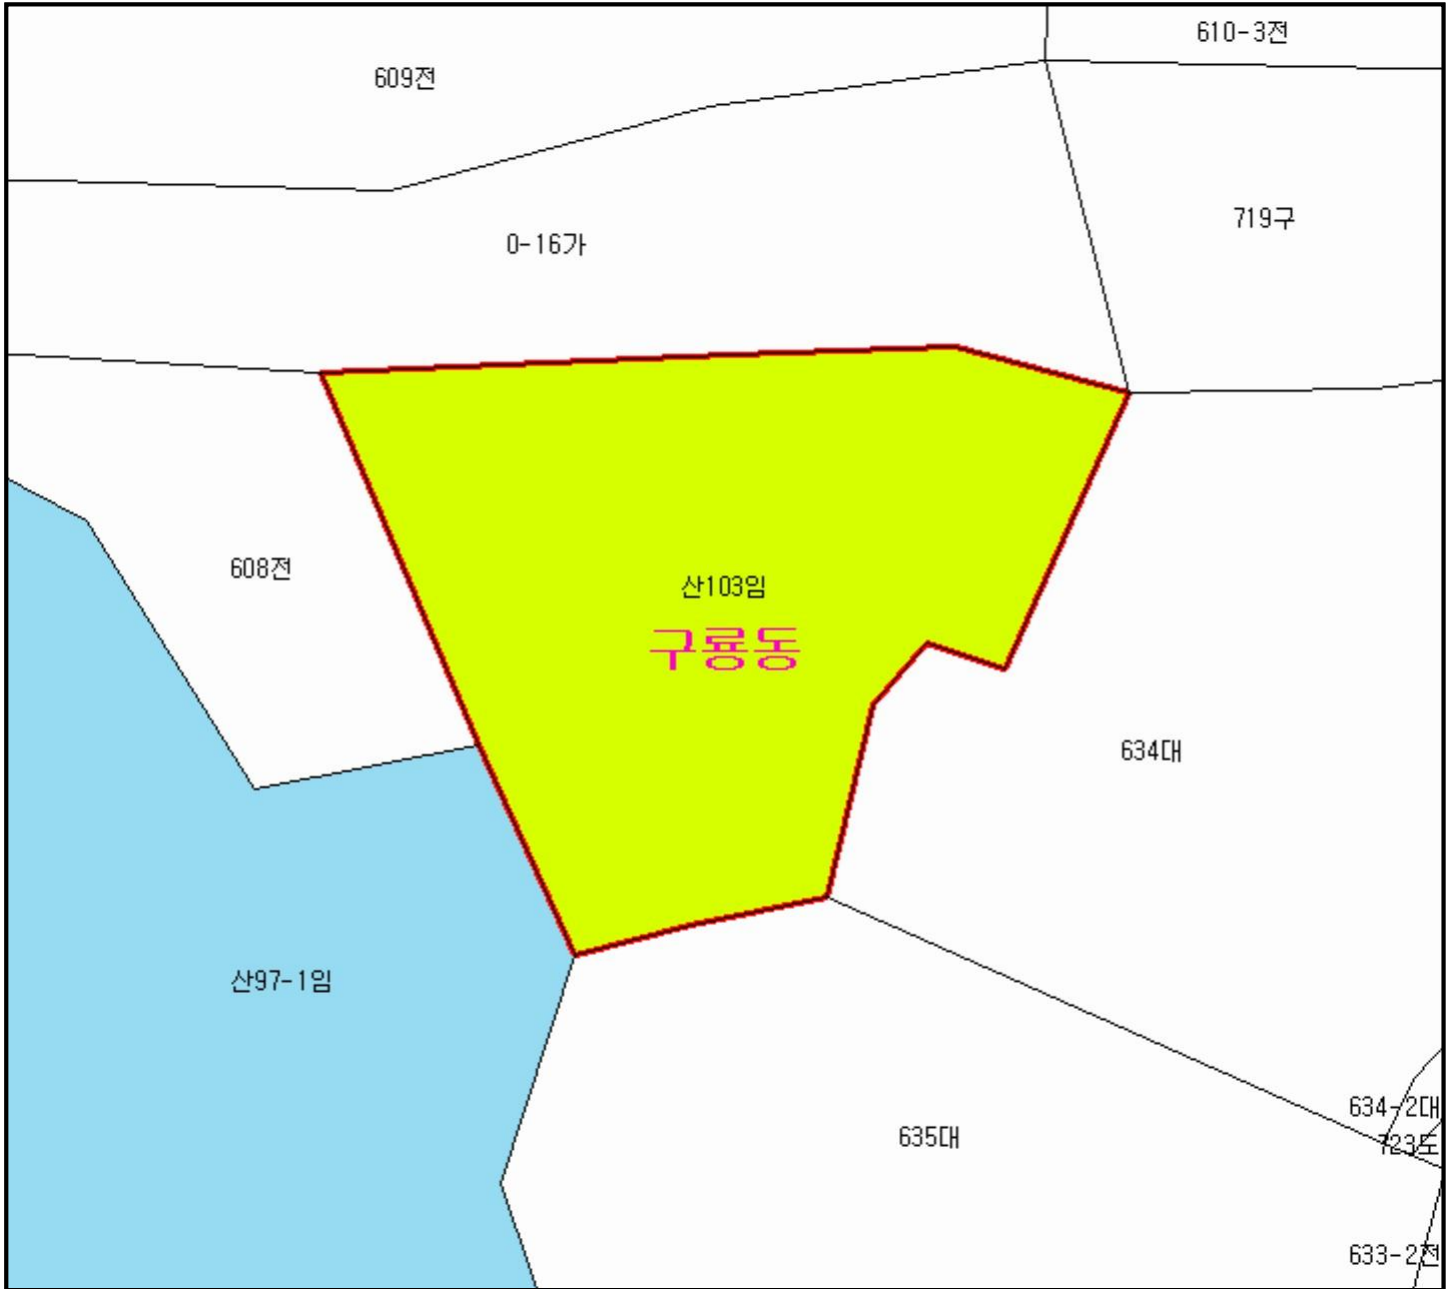 610-3전
609전
719구
0-16가
608전
산103임
구룡동
634대
산97-1임
634-2대
635대
723도
633-2전